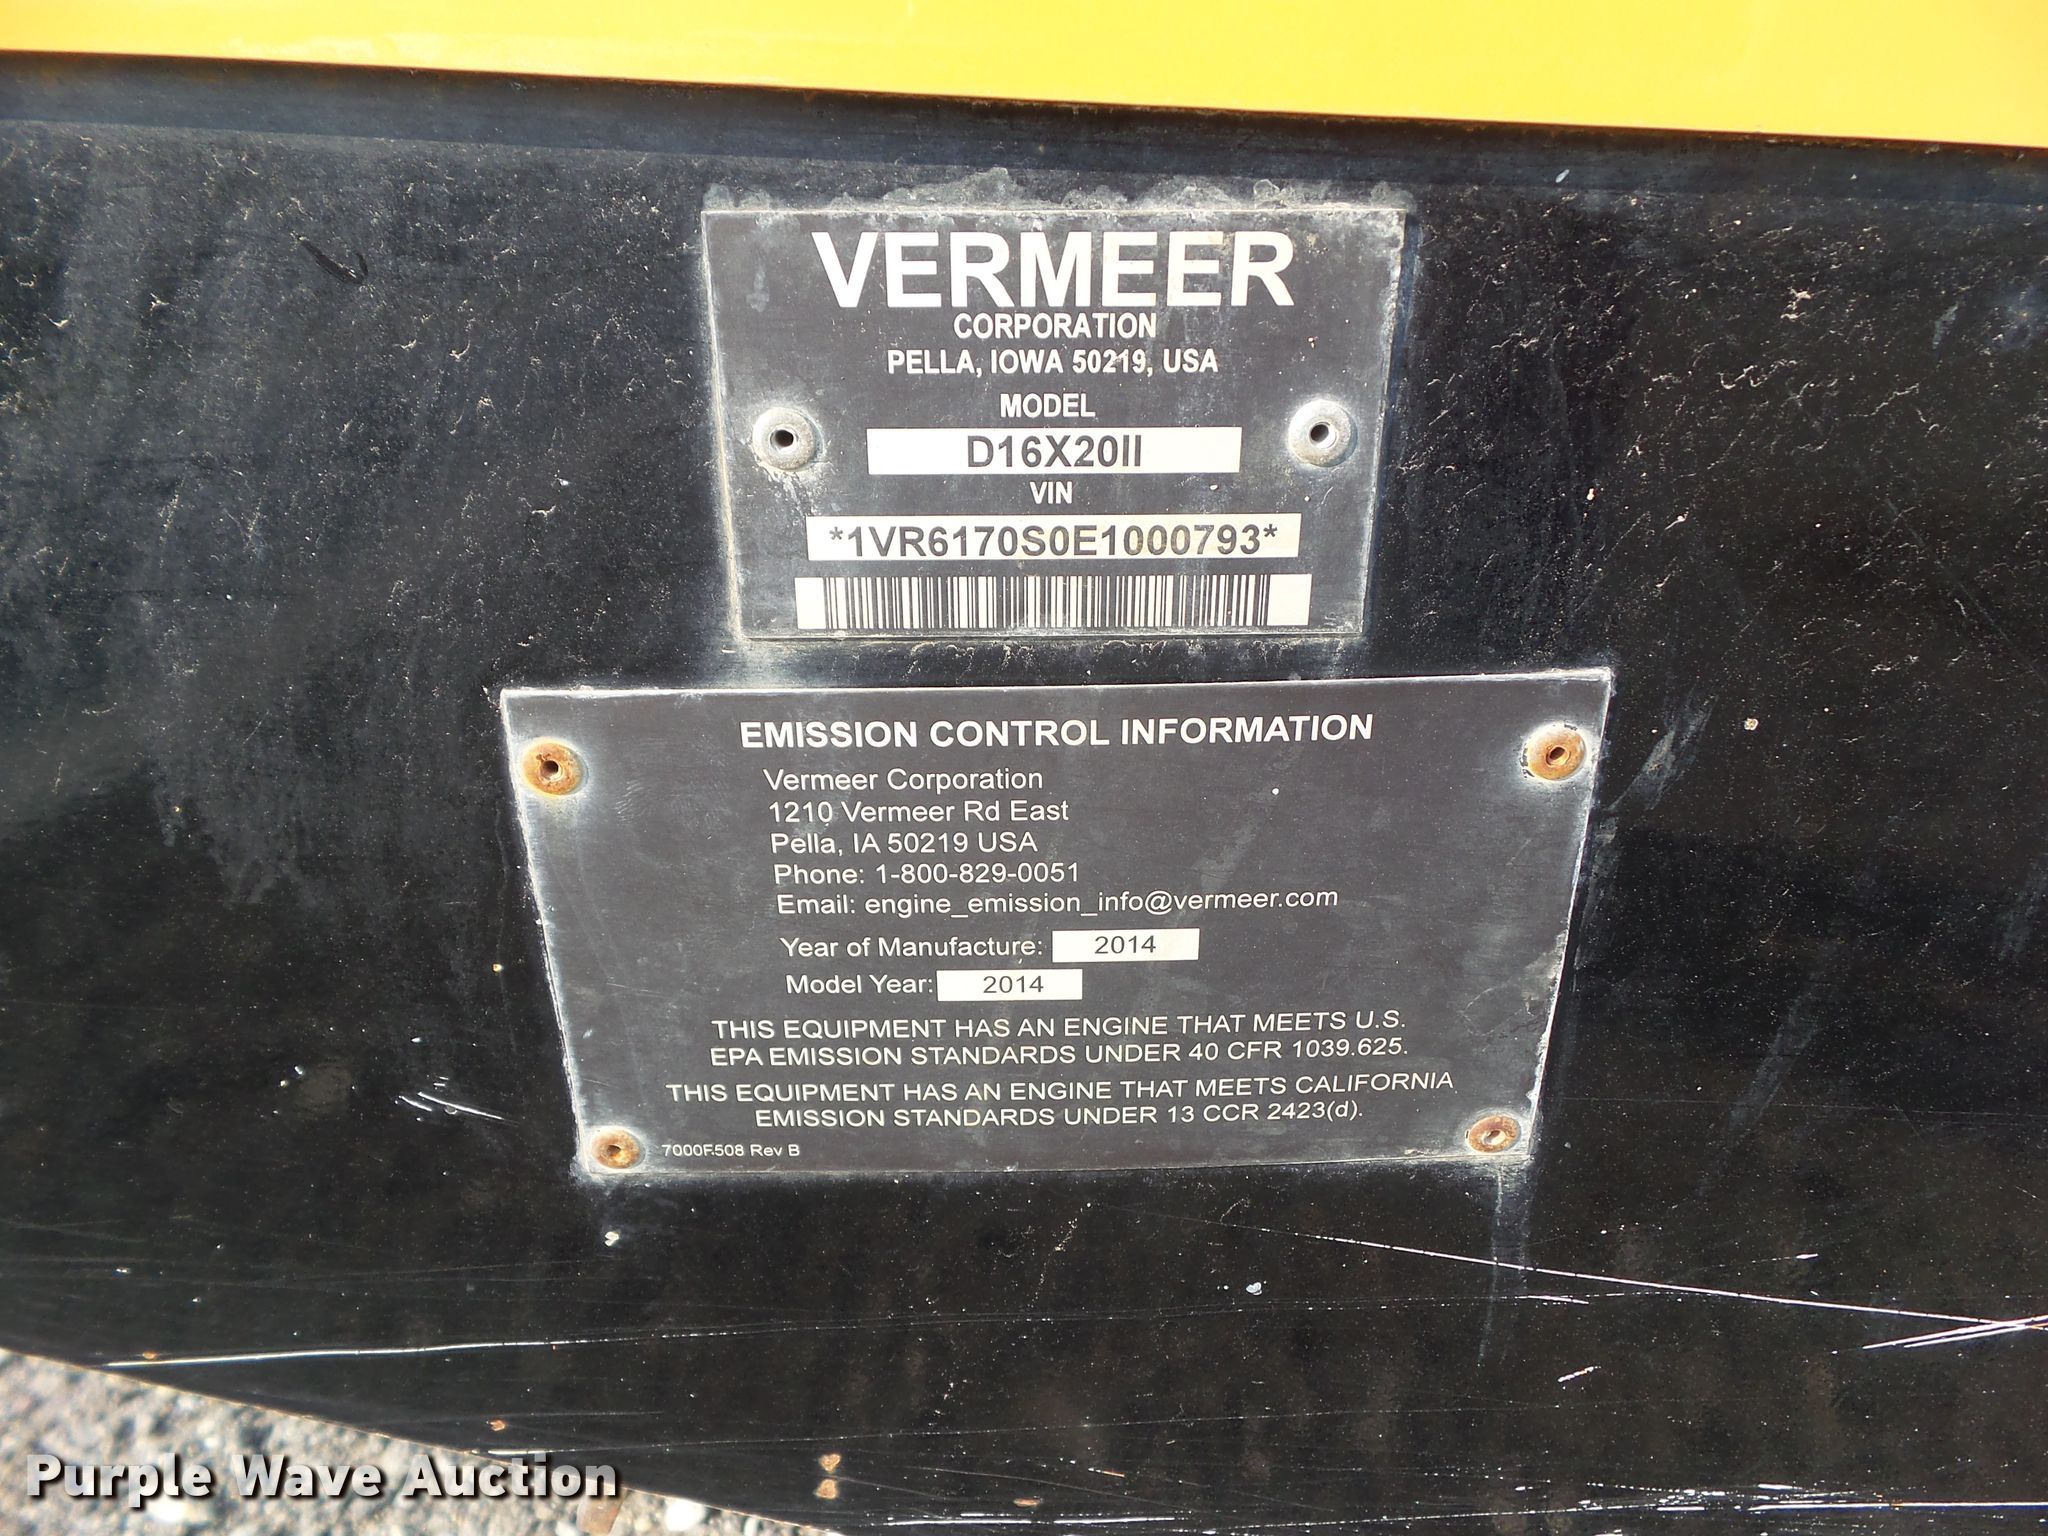 VERMEER
CORPORATION
PELLA, IOWA 50219, USA
MODEL
D16X20II
VIN
*1VR6170S0E1000793*
EMISSION CONTROL INFORMATION
Vermeer Corporation
1210 Vermeer Rd East
Pella, IA 50219 USA
Phone: 1-800-829-0051
Email: engine_emission_info@vermeer.com
Year of Manufacture: 2014
Model Year: 2014
THIS EQUIPMENT HAS AN ENGINE THAT MEETS U.S.
EPA EMISSION STANDARDS UNDER 40 CFR 1039.625.
THIS EQUIPMENT HAS AN ENGINE THAT MEETS CALIFORNIA
EMISSION STANDARDS UNDER 13 CCR 2423(d).
7000F.508 Rev B
Purple Wave Auction